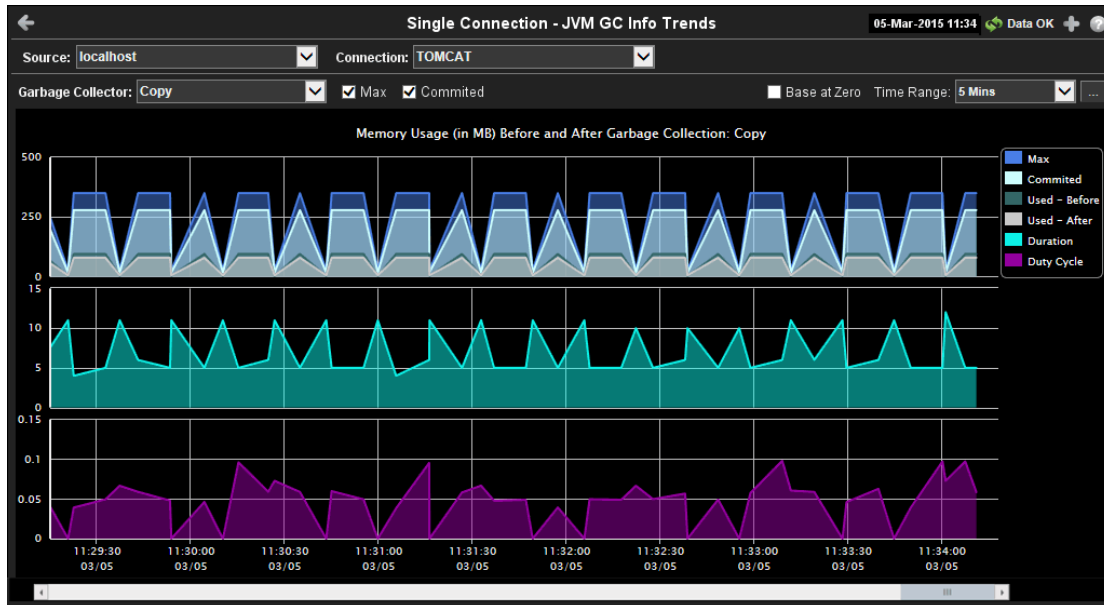 Single Connection - JVM GC Info Trends 05-Mar-2015 11:34 Data OK
Source: localhost Connection: TOMCAT
Garbage Collector: Copy Max Commited Base at Zero Time Range: 5 Mins ...
Memory Usage (in MB) Before and After Garbage Collection: Copy
500
250
0
Max
Commited
Used - Before
Used - After
Duration
Duty Cycle
15
10
5
0
0.15
0.1
0.05
0
11:29:30 11:30:00 11:30:30 11:31:00 11:31:30 11:32:00 11:32:30 11:33:00 11:33:30 11:34:00
03/05 03/05 03/05 03/05 03/05 03/05 03/05 03/05 03/05 03/05